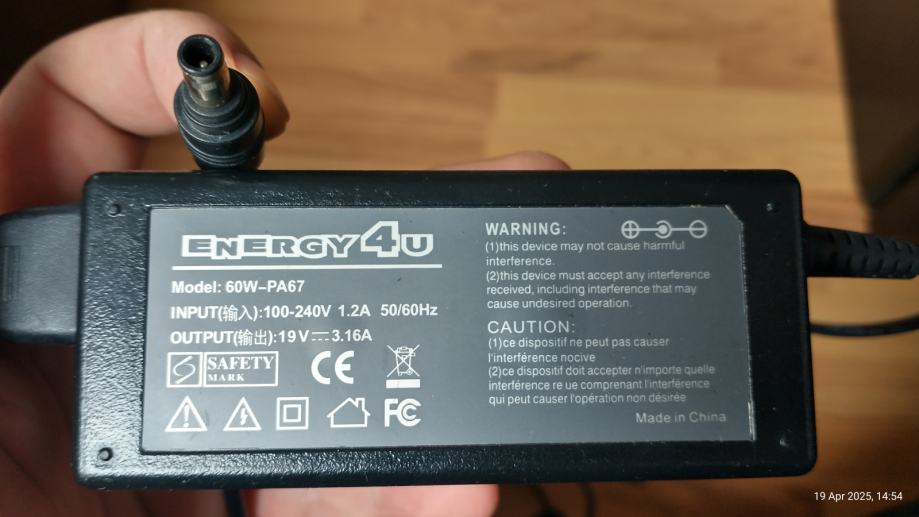 ENERGY4U
Model: 60W-PA67
INPUT(输入):100-240V 1.2A 50/60Hz
OUTPUT(输出):19V⎓3.16A
S SAFETY
MARK
CE
FC
WARNING:
(1)this device may not cause harmful
interference.
(2)this device must accept any interference
received, including interference that may
cause undesired operation.
CAUTION:
(1)ce dispositif ne peut pas causer
l'interférence nocive
(2)ce dispositif doit accepter n'importe quelle
interférence re ue comprenant l'interférence
qui peut causer l'opération non désirée
Made in China
19 Apr 2025, 14:54